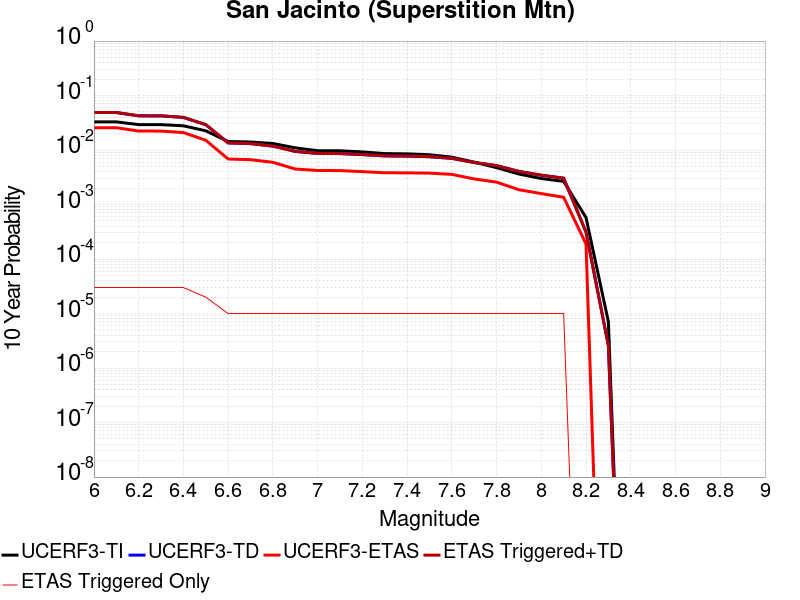 San Jacinto (Superstition Mtn)
10^0
10^-1
10^-2
10^-3
10^-4
10^-5
10^-6
10^-7
10^-8
10 Year Probability
6 6.2 6.4 6.6 6.8 7 7.2 7.4 7.6 7.8 8 8.2 8.4 8.6 8.8 9
Magnitude
UCERF3-TI UCERF3-TD UCERF3-ETAS ETAS Triggered+TD
ETAS Triggered Only